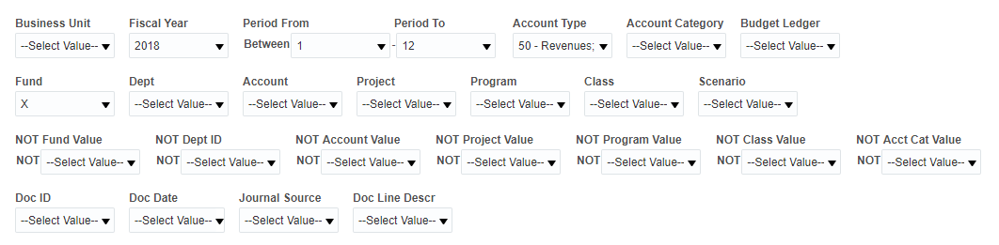 Business Unit Fiscal Year Period From Period To Account Type Account Category Budget Ledger
--Select Value-- 2018 Between 1 - 12 50 - Revenues; --Select Value-- --Select Value--
Fund Dept Account Project Program Class Scenario
X --Select Value-- --Select Value-- --Select Value-- --Select Value-- --Select Value-- --Select Value--
NOT Fund Value NOT Dept ID NOT Account Value NOT Project Value NOT Program Value NOT Class Value NOT Acct Cat Value
NOT --Select Value-- NOT --Select Value-- NOT --Select Value-- NOT --Select Value-- NOT --Select Value-- NOT --Select Value-- NOT --Select Value--
Doc ID Doc Date Journal Source Doc Line Descr
--Select Value-- --Select Value-- --Select Value-- --Select Value--